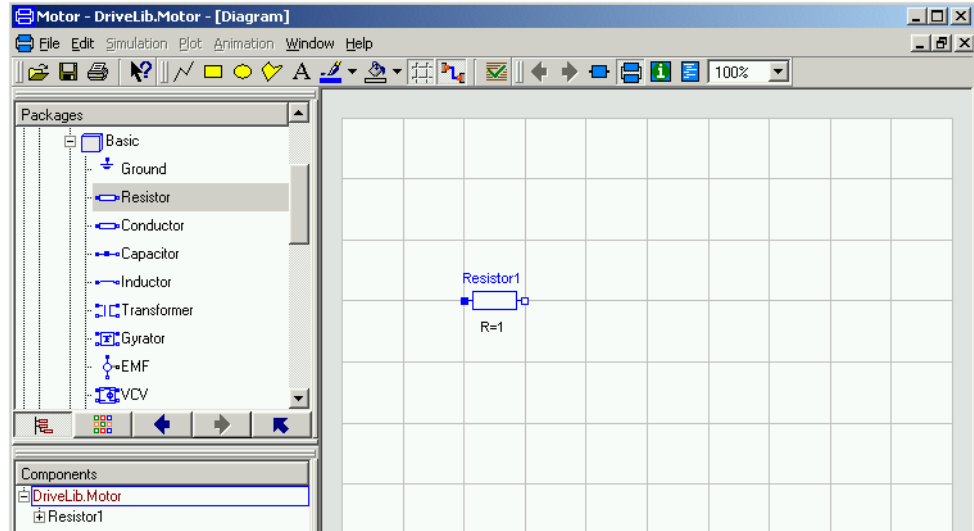 Motor - DriveLib.Motor - [Diagram]
File Edit Simulation Plot Animation Window Help
A 100%
Packages
Basic
Ground
Resistor
Conductor
Capacitor
Inductor
Transformer
Gyrator
EMF
VCV
Components
DriveLib.Motor
Resistor1
Resistor1
R=1